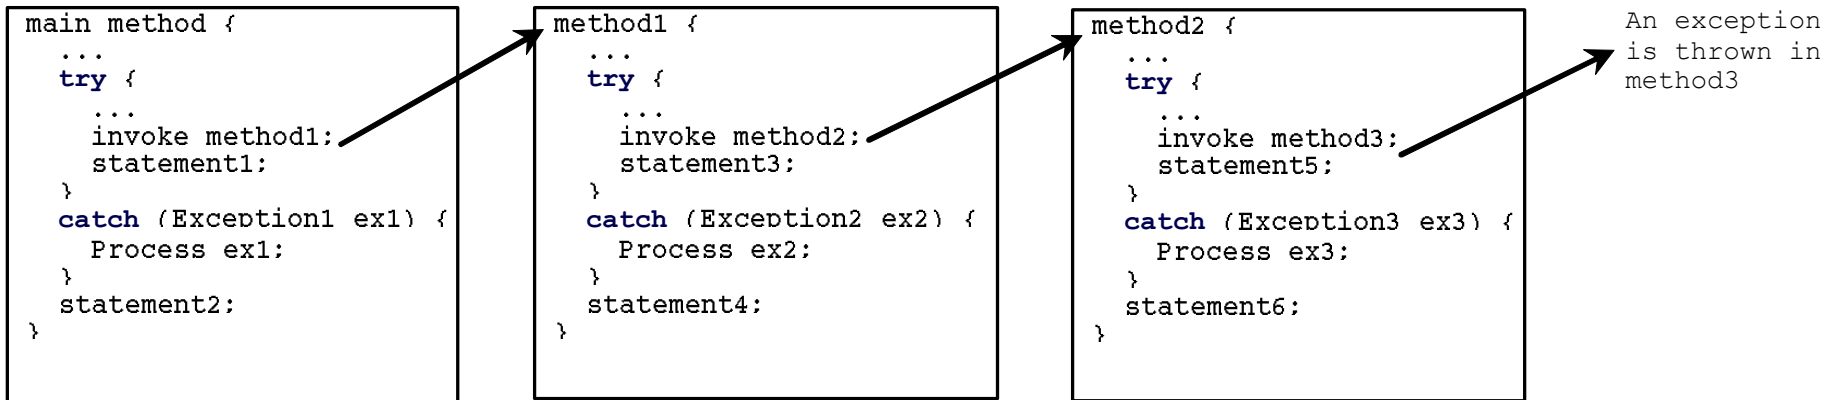 main method {
...
try {
...
invoke method1;
statement1;
}
catch (Exception1 ex1) {
Process ex1;
}
statement2;
}
method1 {
...
try {
...
invoke method2;
statement3;
}
catch (Exception2 ex2) {
Process ex2;
}
statement4;
}
method2 {
...
try {
...
invoke method3;
statement5;
}
catch (Exception3 ex3) {
Process ex3;
}
statement6;
}
An exception
is thrown in
method3